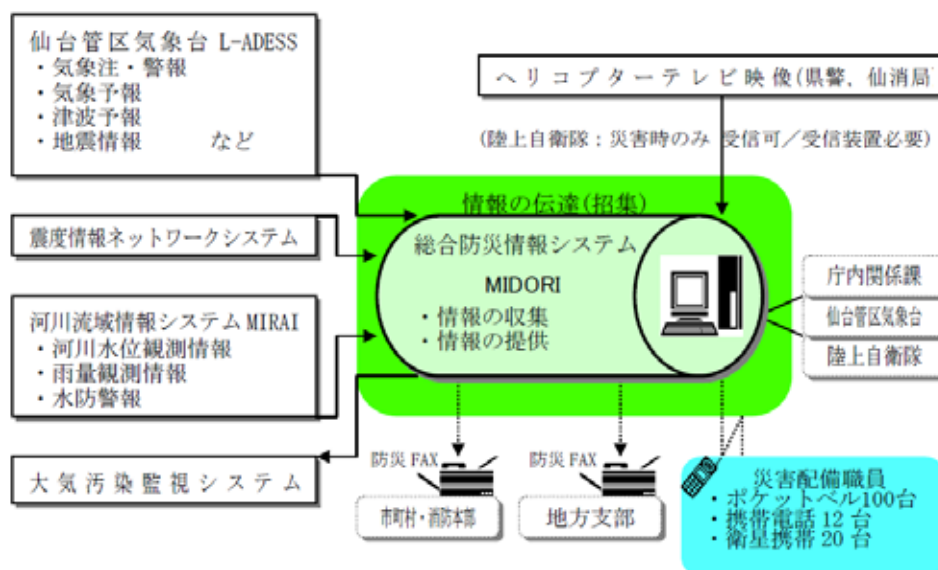 仙台管区気象台 L-ADESS
・気象注・警報
・気象予報
・津波予報
・地震情報 など
ヘリコプターテレビ映像(県警，仙消局)
(陸上自衛隊：災害時のみ 受信可／受信装置必要)
情報の伝達(招集)
震度情報ネットワークシステム
総合防災情報システム
MIDORI
・情報の収集
・情報の提供
庁内関係課
仙台管区気象台
陸上自衛隊
河川流域情報システム MIRAI
・河川水位観測情報
・雨量観測情報
・水防警報
大気汚染監視システム
防災 FAX
市町村・消防本部
防災 FAX
地方支部
災害配備職員
・ポケットベル100台
・携帯電話 12 台
・衛星携帯 20 台